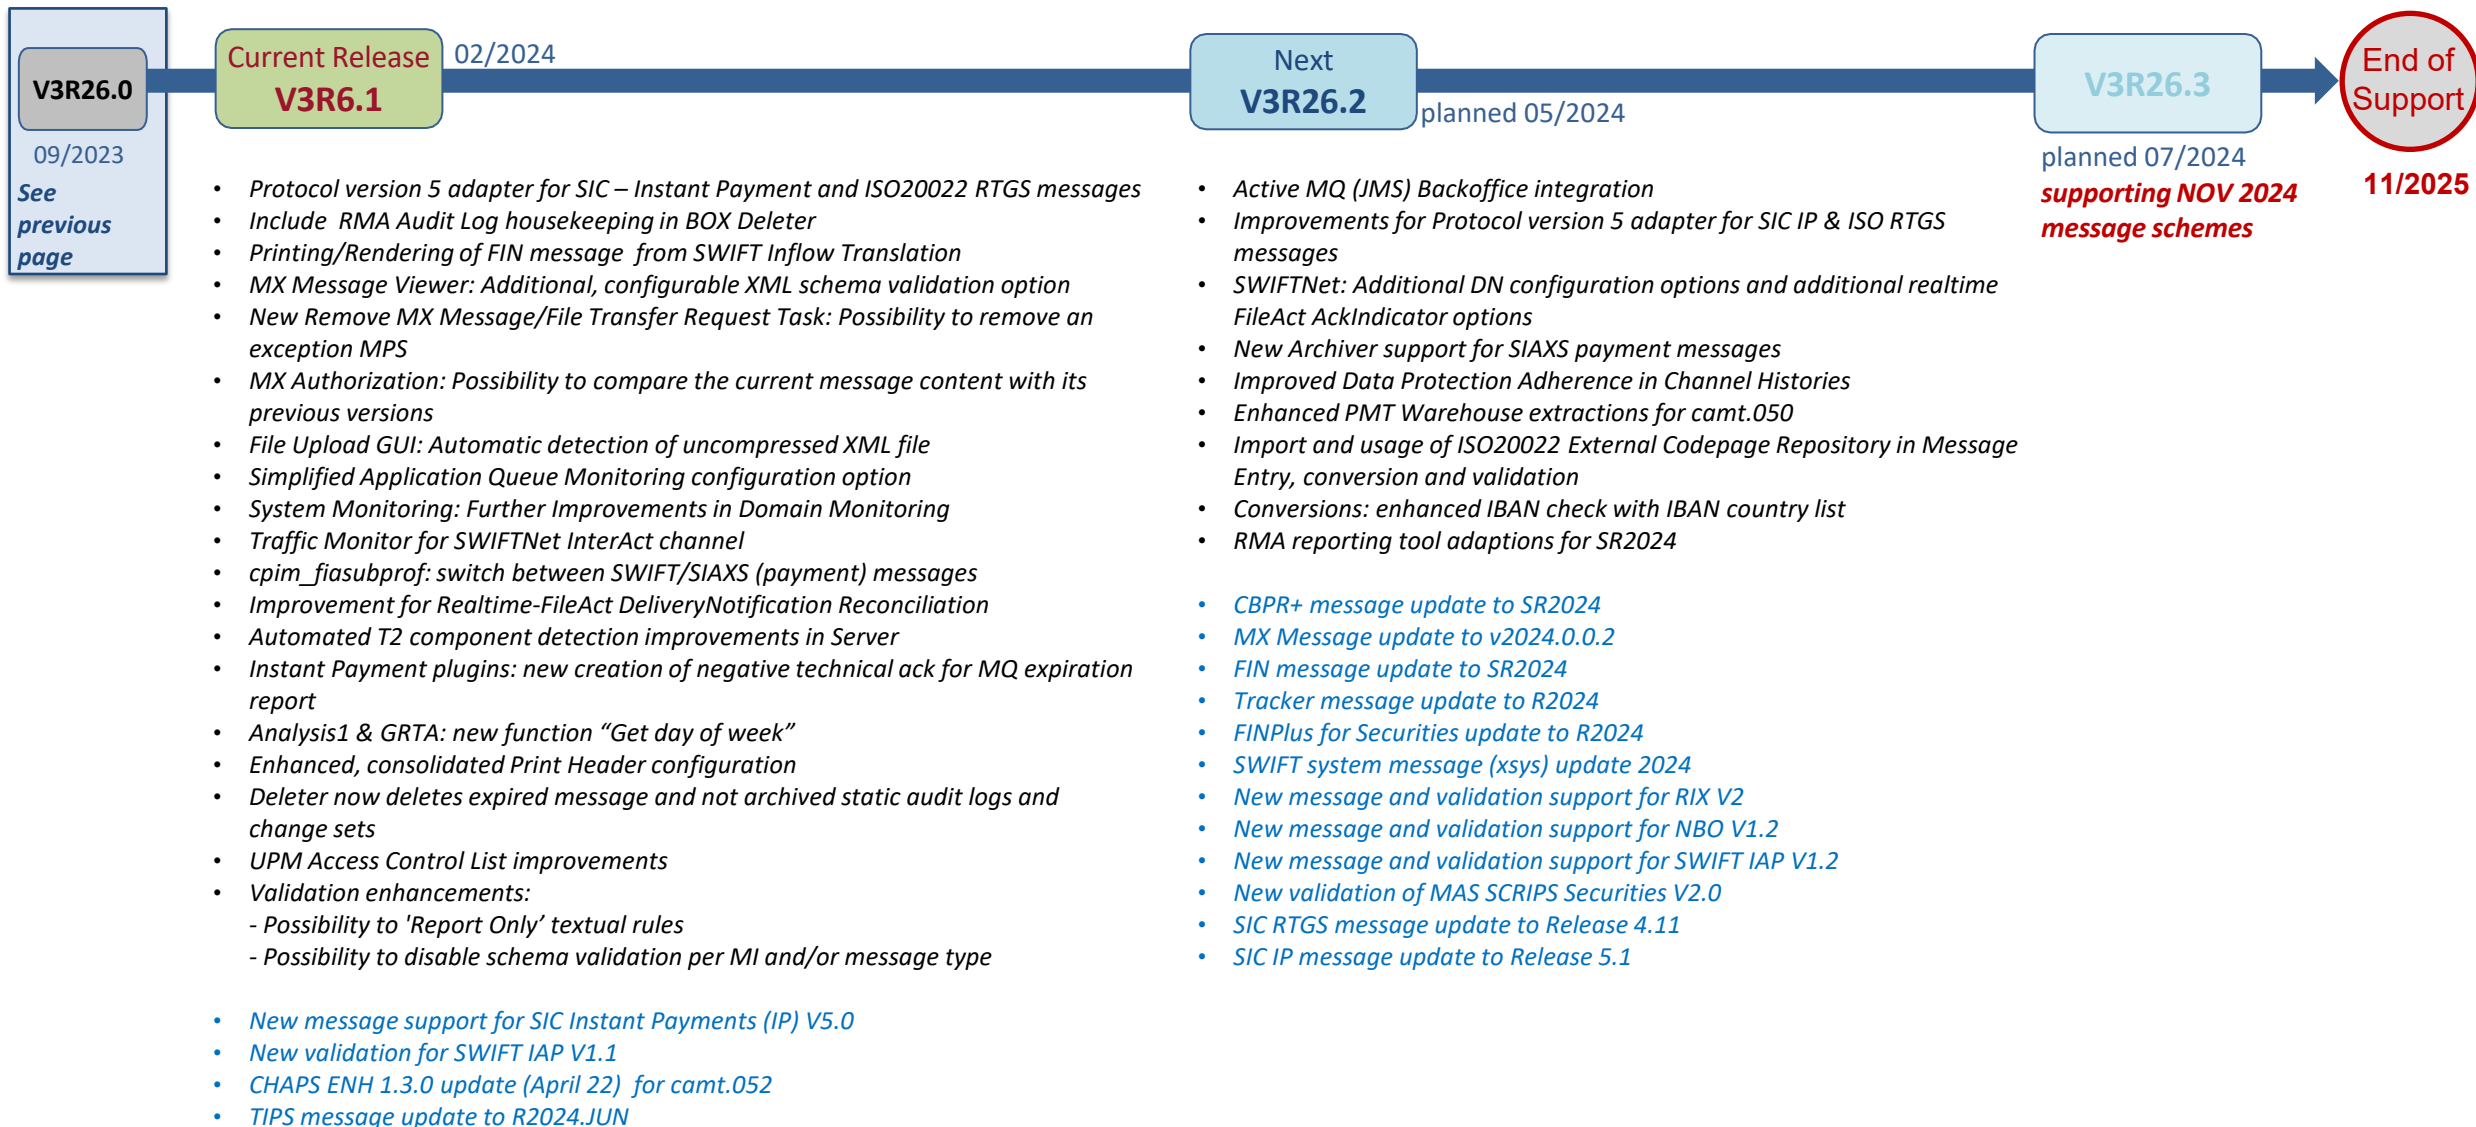 V3R26.0
09/2023
See
previous
page
Current Release
V3R6.1
02/2024
Next
V3R26.2
planned 05/2024
V3R26.3
planned 07/2024
supporting NOV 2024
message schemes
End of
Support
11/2025
• Protocol version 5 adapter for SIC – Instant Payment and ISO20022 RTGS messages
• Include RMA Audit Log housekeeping in BOX Deleter
• Printing/Rendering of FIN message from SWIFT Inflow Translation
• MX Message Viewer: Additional, configurable XML schema validation option
• New Remove MX Message/File Transfer Request Task: Possibility to remove an
exception MPS
• MX Authorization: Possibility to compare the current message content with its
previous versions
• File Upload GUI: Automatic detection of uncompressed XML file
• Simplified Application Queue Monitoring configuration option
• System Monitoring: Further Improvements in Domain Monitoring
• Traffic Monitor for SWIFTNet InterAct channel
• cpim_fiasubprof: switch between SWIFT/SIAXS (payment) messages
• Improvement for Realtime-FileAct DeliveryNotification Reconciliation
• Automated T2 component detection improvements in Server
• Instant Payment plugins: new creation of negative technical ack for MQ expiration
report
• Analysis1 & GRTA: new function “Get day of week”
• Enhanced, consolidated Print Header configuration
• Deleter now deletes expired message and not archived static audit logs and
change sets
• UPM Access Control List improvements
• Validation enhancements:
- Possibility to 'Report Only’ textual rules
- Possibility to disable schema validation per MI and/or message type
• New message support for SIC Instant Payments (IP) V5.0
• New validation for SWIFT IAP V1.1
• CHAPS ENH 1.3.0 update (April 22) for camt.052
• TIPS message update to R2024.JUN
• Active MQ (JMS) Backoffice integration
• Improvements for Protocol version 5 adapter for SIC IP & ISO RTGS
messages
• SWIFTNet: Additional DN configuration options and additional realtime
FileAct AckIndicator options
• New Archiver support for SIAXS payment messages
• Improved Data Protection Adherence in Channel Histories
• Enhanced PMT Warehouse extractions for camt.050
• Import and usage of ISO20022 External Codepage Repository in Message
Entry, conversion and validation
• Conversions: enhanced IBAN check with IBAN country list
• RMA reporting tool adaptions for SR2024
• CBPR+ message update to SR2024
• MX Message update to v2024.0.0.2
• FIN message update to SR2024
• Tracker message update to R2024
• FINPlus for Securities update to R2024
• SWIFT system message (xsys) update 2024
• New message and validation support for RIX V2
• New message and validation support for NBO V1.2
• New message and validation support for SWIFT IAP V1.2
• New validation of MAS SCRIPS Securities V2.0
• SIC RTGS message update to Release 4.11
• SIC IP message update to Release 5.1